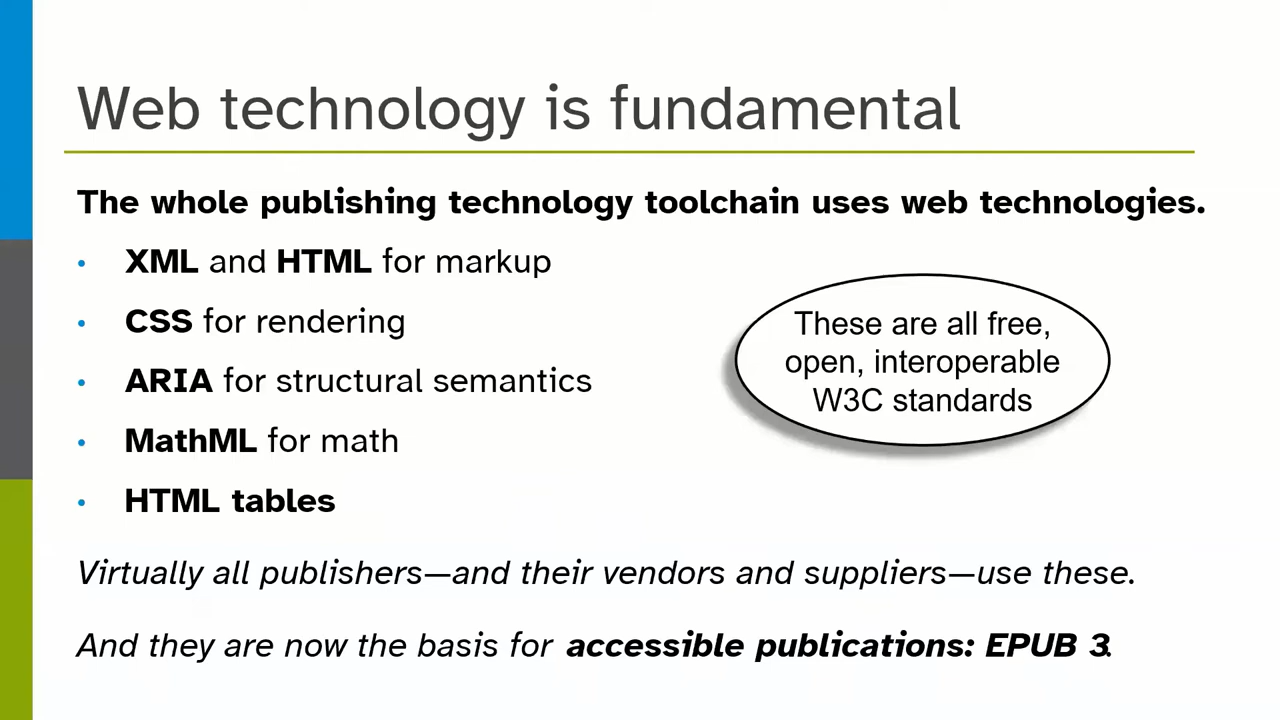 Web technology is fundamental
The whole publishing technology toolchain uses web technologies.
• XML and HTML for markup
• CSS for rendering
• ARIA for structural semantics
• MathML for math
• HTML tables
These are all free,
open, interoperable
W3C standards
Virtually all publishers—and their vendors and suppliers—use these.
And they are now the basis for accessible publications: EPUB 3.